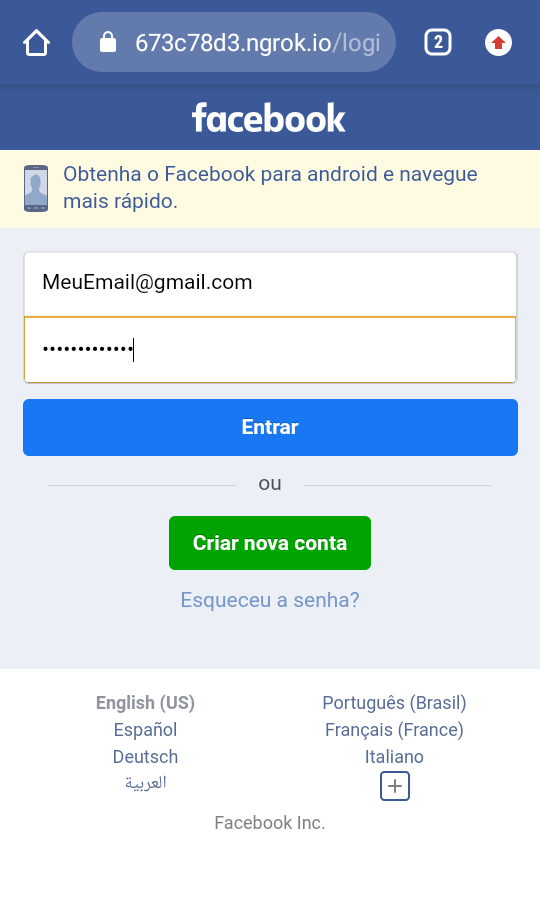 673c78d3.ngrok.io/logi
2
facebook
Obtenha o Facebook para android e navegue
mais rápido.
MeuEmail@gmail.com
•••••••••••••
Entrar
ou
Criar nova conta
Esqueceu a senha?
English (US) Português (Brasil)
Español Français (France)
Deutsch Italiano
العربية
Facebook Inc.